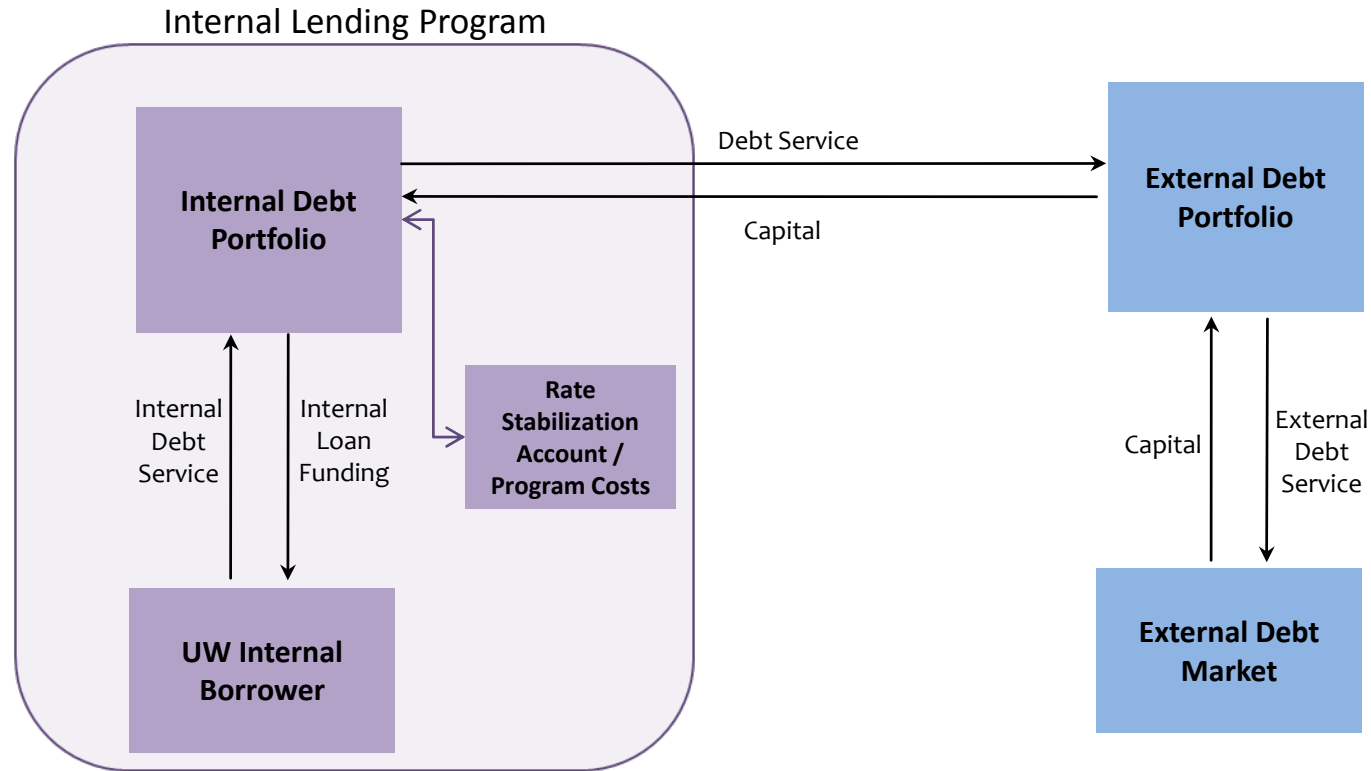 Internal Lending Program
Internal Debt
Portfolio
Debt Service
Capital
External Debt
Portfolio
Internal
Debt
Service
Internal
Loan
Funding
Rate
Stabilization
Account /
Program Costs
Capital
External
Debt
Service
UW Internal
Borrower
External Debt
Market